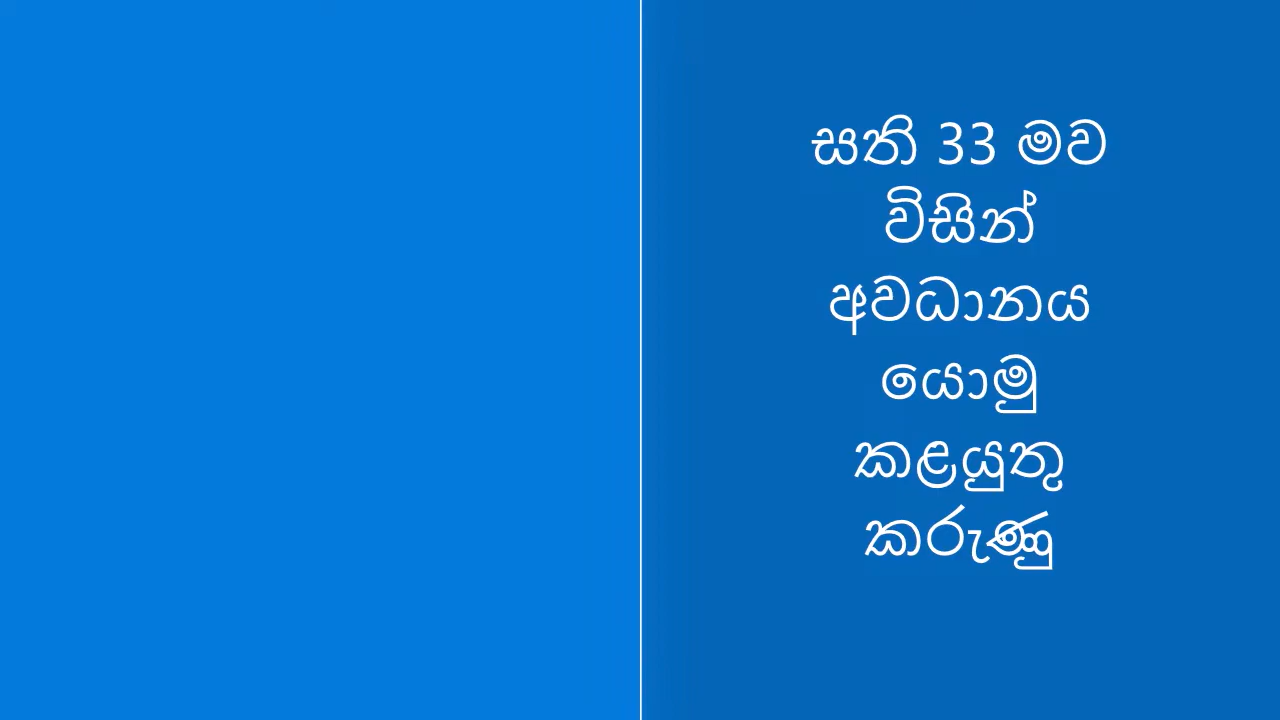 සති 33 මව
විසින්
අවධානය
යොමු
කළයුතු
කරුණු